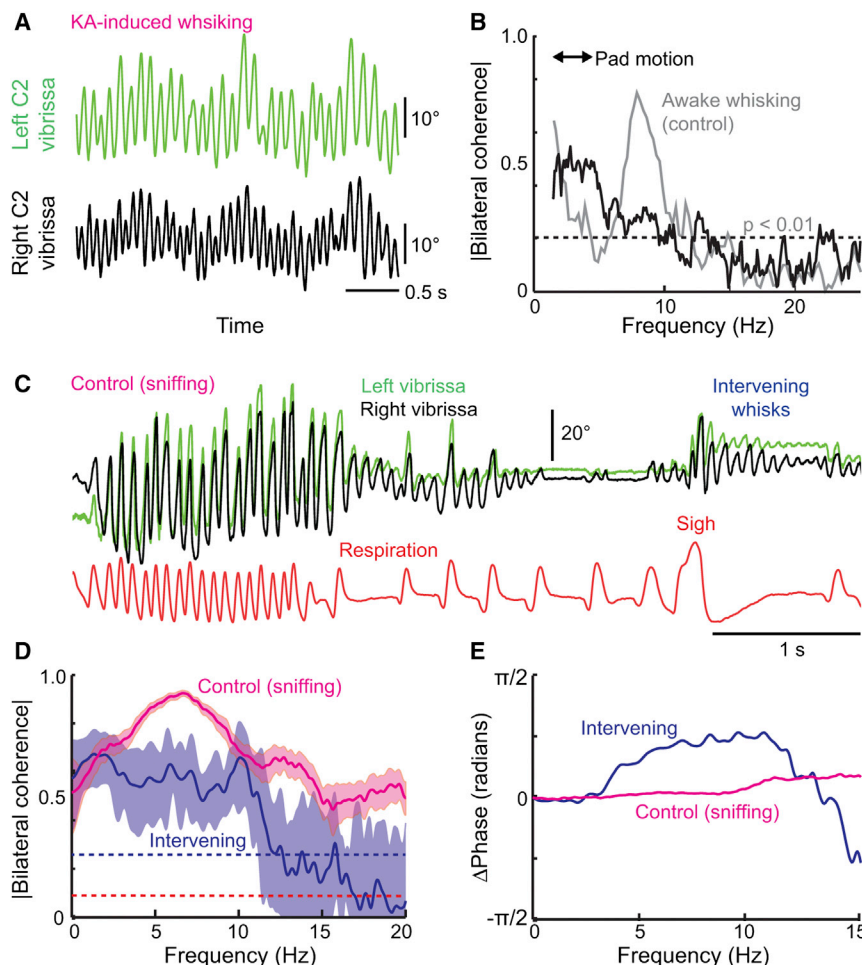 A
KA-induced whsiking
Left C2
vibrissa
10°
Right C2
vibrissa
10°
0.5 s
Time
B
1.0
Pad motion
Awake whisking
(control)
0.5
p < 0.01
0
0 10 20
Frequency (Hz)
|Bilateral coherence|
C
Control (sniffing)
Left vibrissa
Right vibrissa
20°
Intervening
whisks
Respiration
Sigh
1 s
D
1.0
Control (sniffing)
0.5
Intervening
0
0 5 10 15 20
Frequency (Hz)
|Bilateral coherence|
E
π/2
Intervening
0
Control (sniffing)
-π/2
0 5 10 15
Frequency (Hz)
ΔPhase (radians)